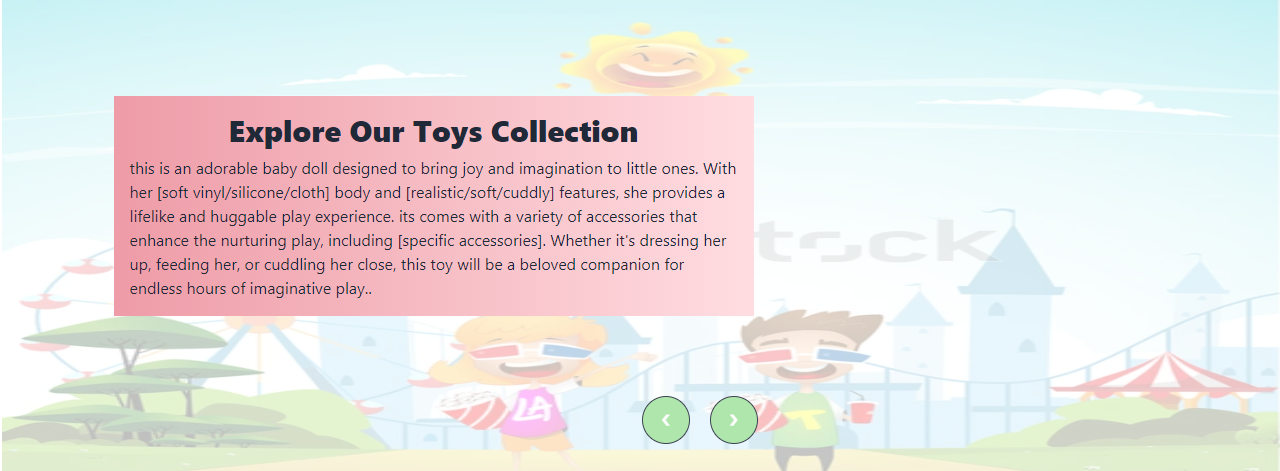 Explore Our Toys Collection
this is an adorable baby doll designed to bring joy and imagination to little ones. With
her [soft vinyl/silicone/cloth] body and [realistic/soft/cuddly] features, she provides a
lifelike and huggable play experience. its comes with a variety of accessories that
enhance the nurturing play, including [specific accessories]. Whether it's dressing her
up, feeding her, or cuddling her close, this toy will be a beloved companion for
endless hours of imaginative play..
tock
LA
T